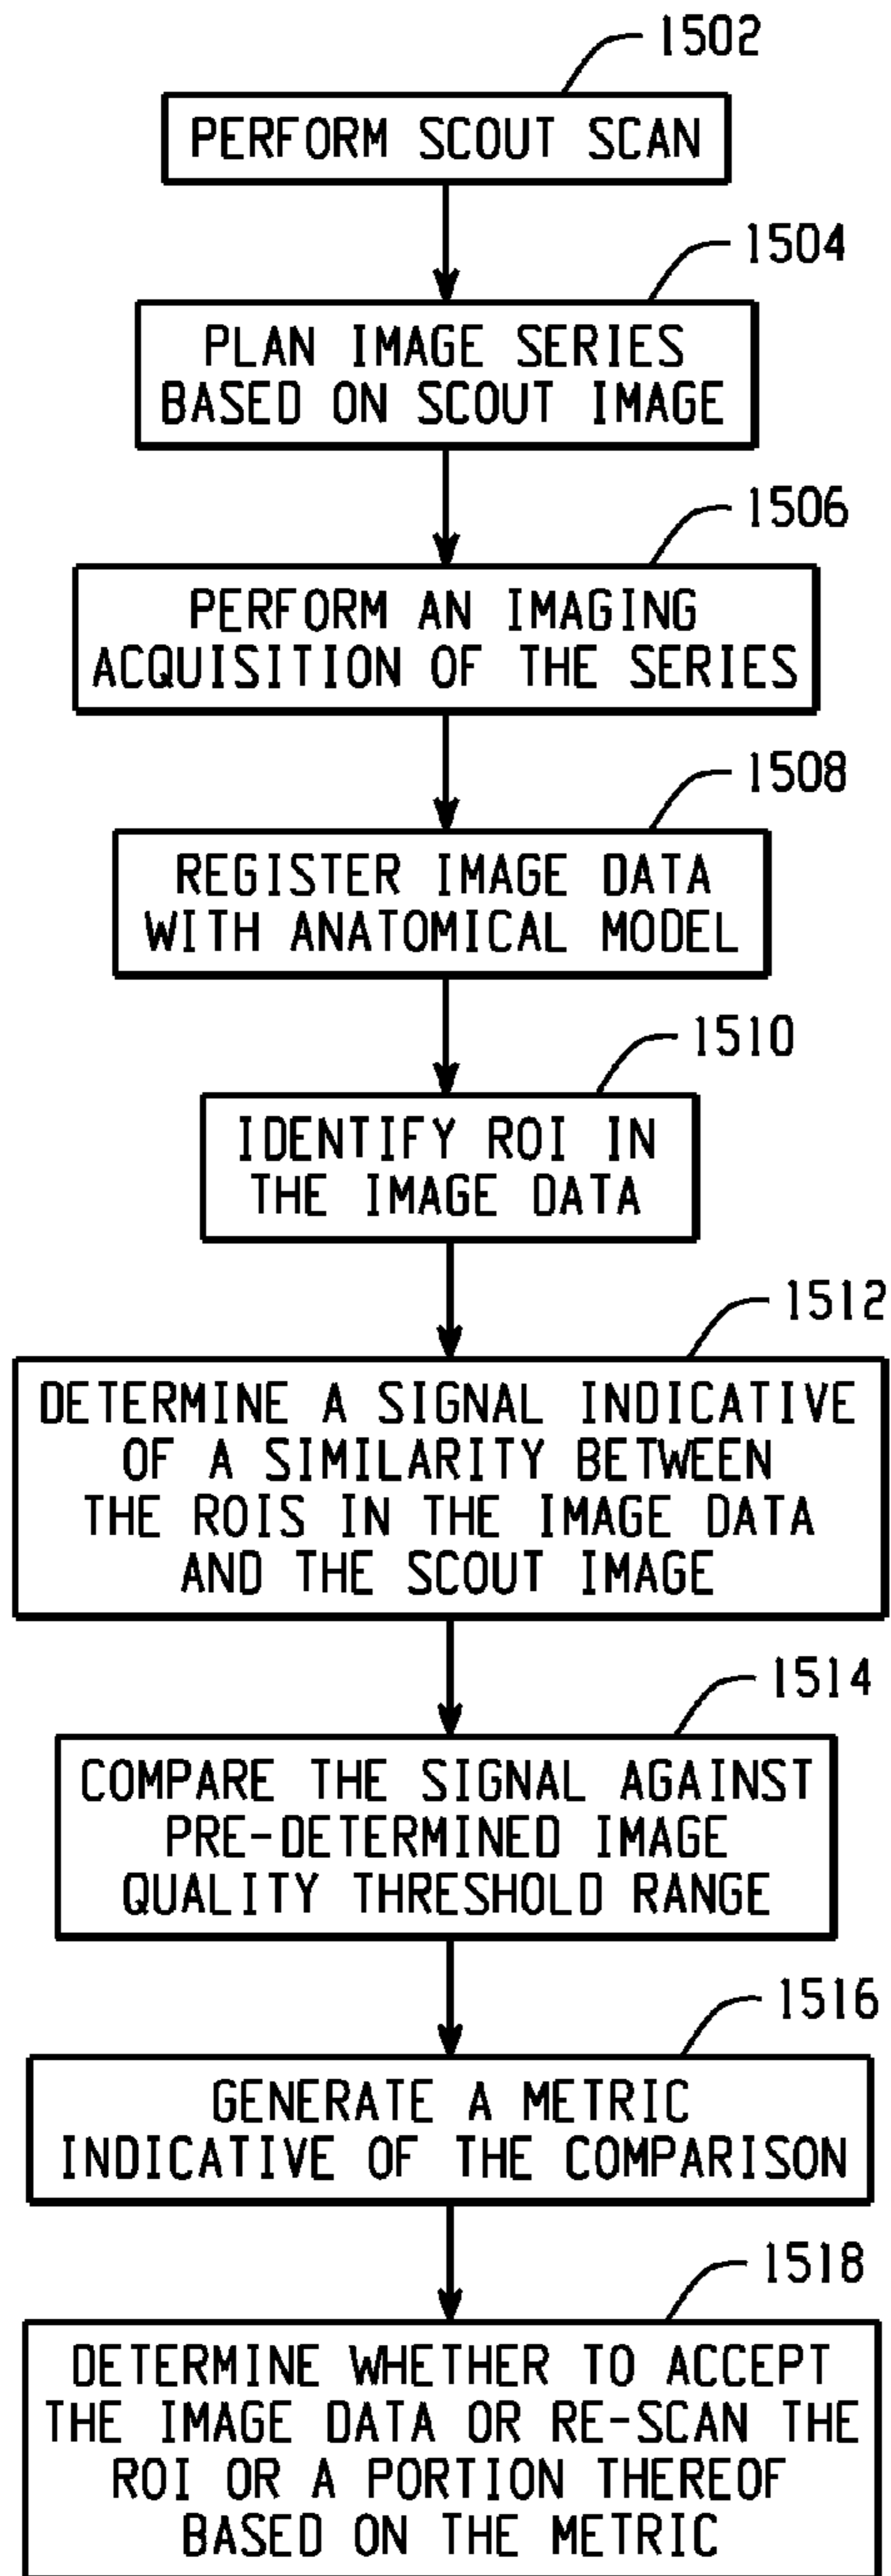 1502
PERFORM SCOUT SCAN
1504
PLAN IMAGE SERIES
BASED ON SCOUT IMAGE
1506
PERFORM AN IMAGING
ACQUISITION OF THE SERIES
1508
REGISTER IMAGE DATA
WITH ANATOMICAL MODEL
1510
IDENTIFY ROI IN
THE IMAGE DATA
1512
DETERMINE A SIGNAL INDICATIVE
OF A SIMILARITY BETWEEN
THE ROIS IN THE IMAGE DATA
AND THE SCOUT IMAGE
1514
COMPARE THE SIGNAL AGAINST
PRE-DETERMINED IMAGE
QUALITY THRESHOLD RANGE
1516
GENERATE A METRIC
INDICATIVE OF THE COMPARISON
1518
DETERMINE WHETHER TO ACCEPT
THE IMAGE DATA OR RE-SCAN THE
ROI OR A PORTION THEREOF
BASED ON THE METRIC